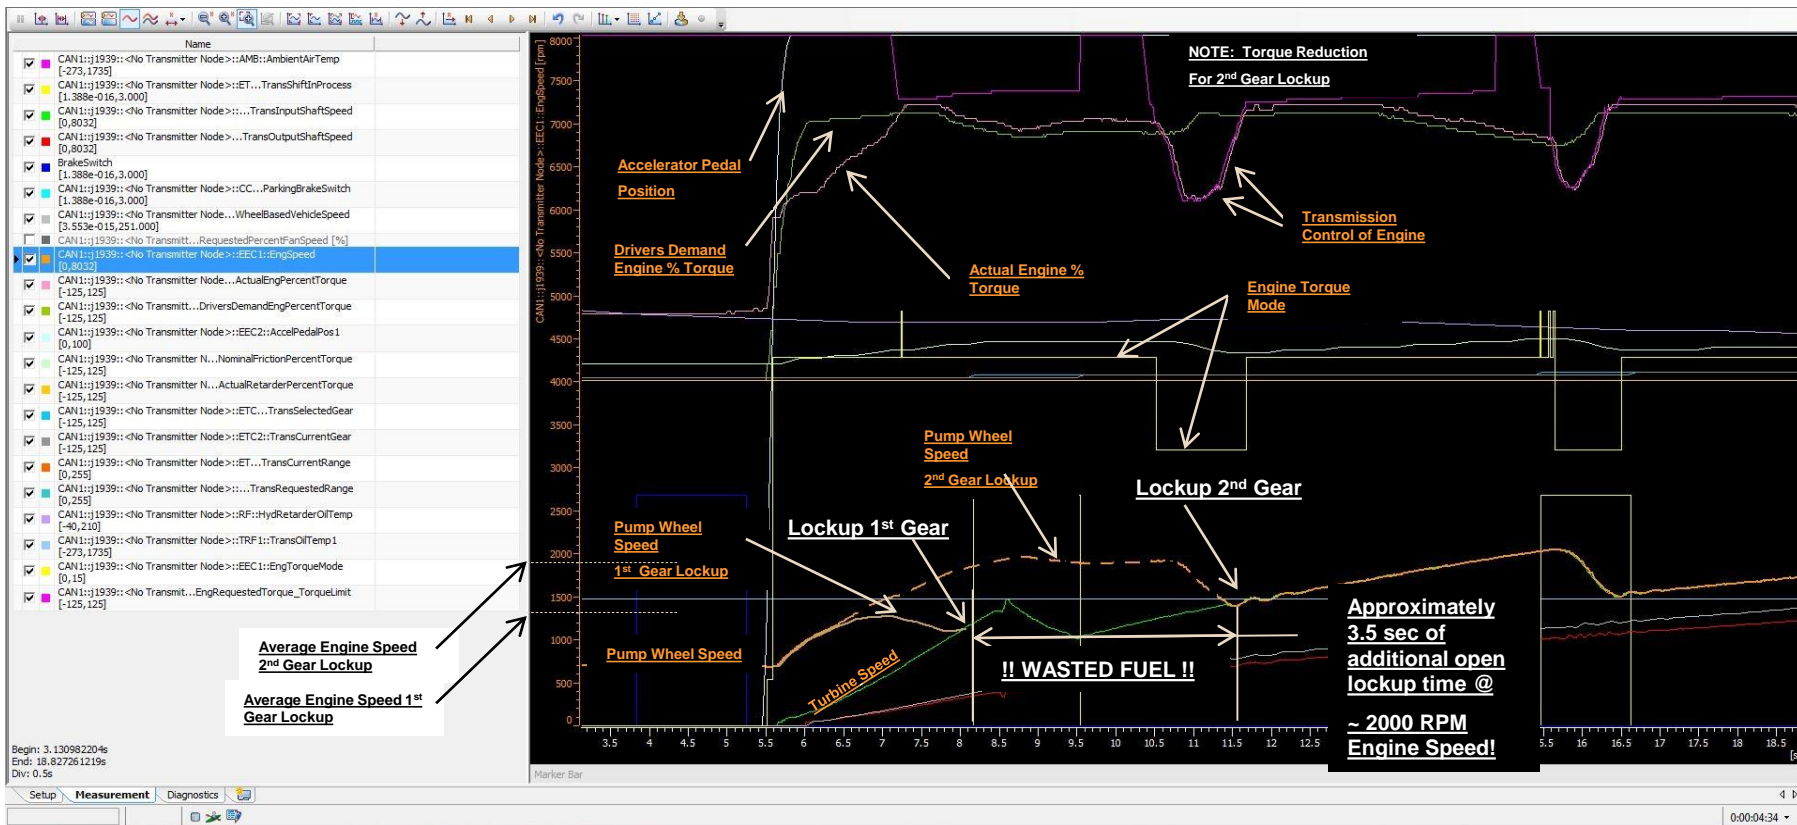 Name
CAN1::j1939::<No Transmitter Node>::AMB::AmbientAirTemp
[-273,1735]
CAN1::j1939::<No Transmitter Node>::ET...TransShiftInProcess
[1.388e-016,3.000]
CAN1::j1939::<No Transmitter Node>::...TransInputShaftSpeed
[0,8032]
CAN1::j1939::<No Transmitter Node>...TransOutputShaftSpeed
[0,8032]
BrakeSwitch
[1.388e-016,3.000]
CAN1::j1939::<No Transmitter Node>::CC...ParkingBrakeSwitch
[1.388e-016,3.000]
CAN1::j1939::<No Transmitter Node...WheelBasedVehicleSpeed
[3.553e-015,251.000]
CAN1::j1939::<No Transmitt...RequestedPercentFanSpeed [%]
CAN1::j1939::<No Transmitter Node>::EEC1::EngSpeed
[0,8032]
CAN1::j1939::<No Transmitter Node...ActualEngPercentTorque
[-125,125]
CAN1::j1939::<No Transmitt...DriversDemandEngPercentTorque
[-125,125]
CAN1::j1939::<No Transmitter Node>::EEC2::AccelPedalPos1
[0,100]
CAN1::j1939::<No Transmitter N...NominalFrictionPercentTorque
[-125,125]
CAN1::j1939::<No Transmitter N...ActualRetarderPercentTorque
[-125,125]
CAN1::j1939::<No Transmitter Node>::ETC...TransSelectedGear
[-125,125]
CAN1::j1939::<No Transmitter Node>::ETC2::TransCurrentGear
[-125,125]
CAN1::j1939::<No Transmitter Node>::ET...TransCurrentRange
[0,255]
CAN1::j1939::<No Transmitter Node>::...TransRequestedRange
[0,255]
CAN1::j1939::<No Transmitter Node>::RF::HydRetarderOilTemp
[-40,210]
CAN1::j1939::<No Transmitter Node>::TRF1::TransOilTemp1
[-273,1735]
CAN1::j1939::<No Transmitter Node>::EEC1::EngTorqueMode
[0,15]
CAN1::j1939::<No Transmit...EngRequestedTorque_TorqueLimit
[-125,125]
Average Engine Speed
2nd Gear Lockup
Average Engine Speed 1st
Gear Lockup
Begin: 3.130982204s
End: 18.827261219s
Div: 0.5s
CAN1::j1939::<No Transmitter Node>::EEC1::EngSpeed [rpm]
8000
7500
7000
6500
6000
5500
5000
4500
4000
3500
3000
2500
2000
1500
1000
500
0
NOTE: Torque Reduction
For 2nd Gear Lockup
Accelerator Pedal
Position
Drivers Demand
Engine % Torque
Actual Engine %
Torque
Transmission
Control of Engine
Engine Torque
Mode
Pump Wheel
Speed
2nd Gear Lockup
Lockup 2nd Gear
Lockup 1st Gear
Pump Wheel
Speed
1st Gear Lockup
Pump Wheel Speed
Turbine Speed
!! WASTED FUEL !!
Approximately
3.5 sec of
additional open
lockup time @
~ 2000 RPM
Engine Speed!
3.5 4 4.5 5 5.5 6 6.5 7 7.5 8 8.5 9 9.5 10 10.5 11 11.5 12 12.5 5.5 16 16.5 17 17.5 18 18.5
[s
Marker Bar
Setup Measurement Diagnostics
0:00:04:34